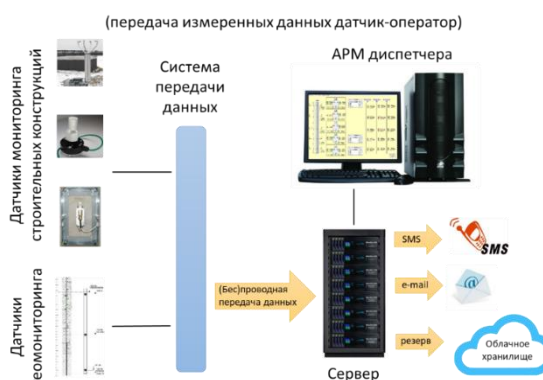 (передача измеренных данных датчик-оператор)
АРМ диспетчера
Система
передачи
данных
Датчики мониторинга
строительных конструкций
Датчики
еомониторинга
(Бес)проводная
передача данных
SMS
SMS
e-mail
@
резерв
Облачное
хранилище
Сервер